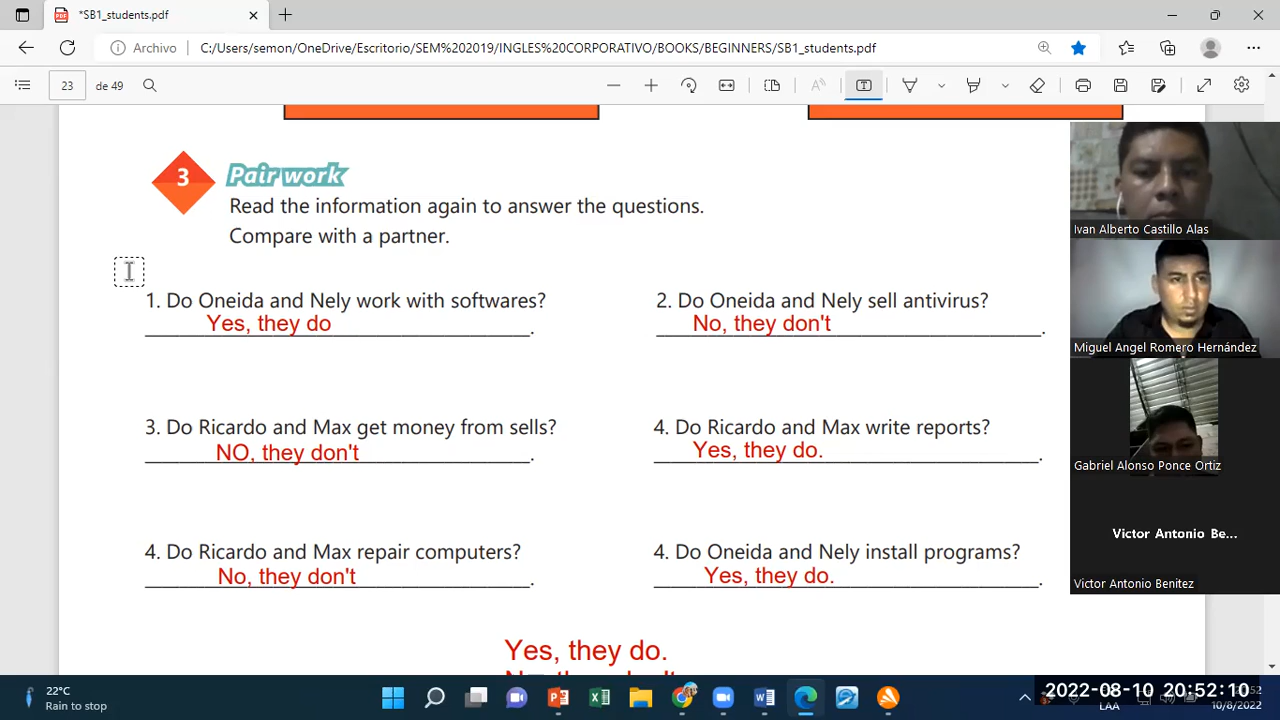 *SB1_students.pdf
Archivo
C:/Users/semon/OneDrive/Escritorio/SEM%202019/INGLES%20CORPORATIVO/BOOKS/BEGINNERS/SB1_students.pdf
23 de 49
3 Pair work
Read the information again to answer the questions.
Compare with a partner.
1. Do Oneida and Nely work with softwares?
Yes, they do
2. Do Oneida and Nely sell antivirus?
No, they don't
3. Do Ricardo and Max get money from sells?
NO, they don't
4. Do Ricardo and Max write reports?
Yes, they do.
4. Do Ricardo and Max repair computers?
No, they don't
4. Do Oneida and Nely install programs?
Yes, they do.
Yes, they do.
Ivan Alberto Castillo Alas
Miguel Angel Romero Hernández
Gabriel Alonso Ponce Ortiz
Victor Antonio Be...
Victor Antonio Benítez
22°C
Rain to stop
LAA
2022-08-10 20:52:10
10/8/2022